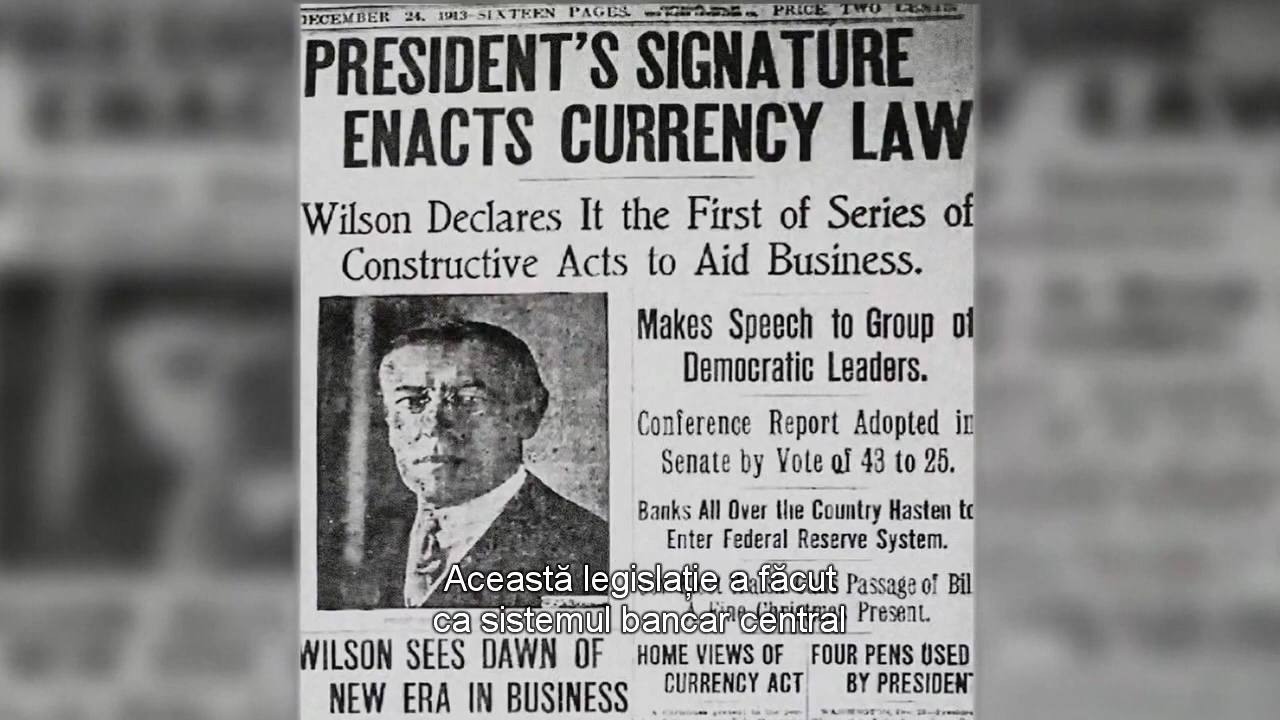 DECEMBER 24, 1913-SIXTEEN PAGES.
PRICE TWO CENTS
PRESIDENT'S SIGNATURE
ENACTS CURRENCY LAW
Wilson Declares It the First of Series of
Constructive Acts to Aid Business.
Makes Speech to Group of
Democratic Leaders.
Conference Report Adopted in
Senate by Vote of 43 to 25.
Banks All Over the Country Hasten to
Enter Federal Reserve System.
Passage of Bil
A Fine Christmas Present.
WILSON SEES DAWN OF
NEW ERA IN BUSINESS
HOME VIEWS OF
CURRENCY ACT
FOUR PENS USED
BY PRESIDENT
Această legislație a făcut
ca sistemul bancar central